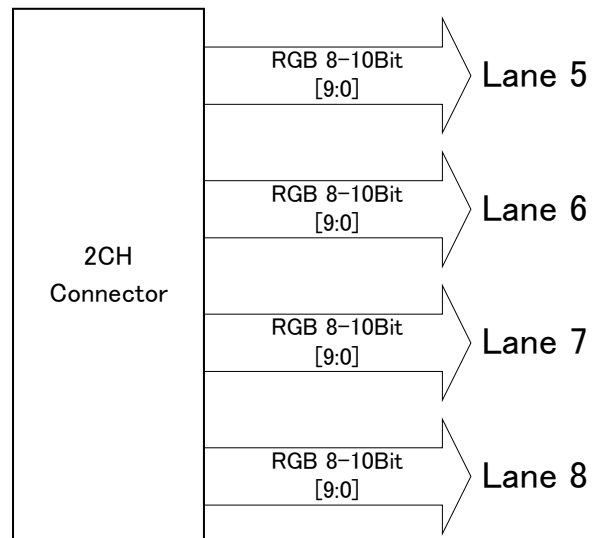 RGB 8-10Bit
[9:0]
Lane 5
RGB 8-10Bit
[9:0]
Lane 6
2CH
Connector
RGB 8-10Bit
[9:0]
Lane 7
RGB 8-10Bit
[9:0]
Lane 8